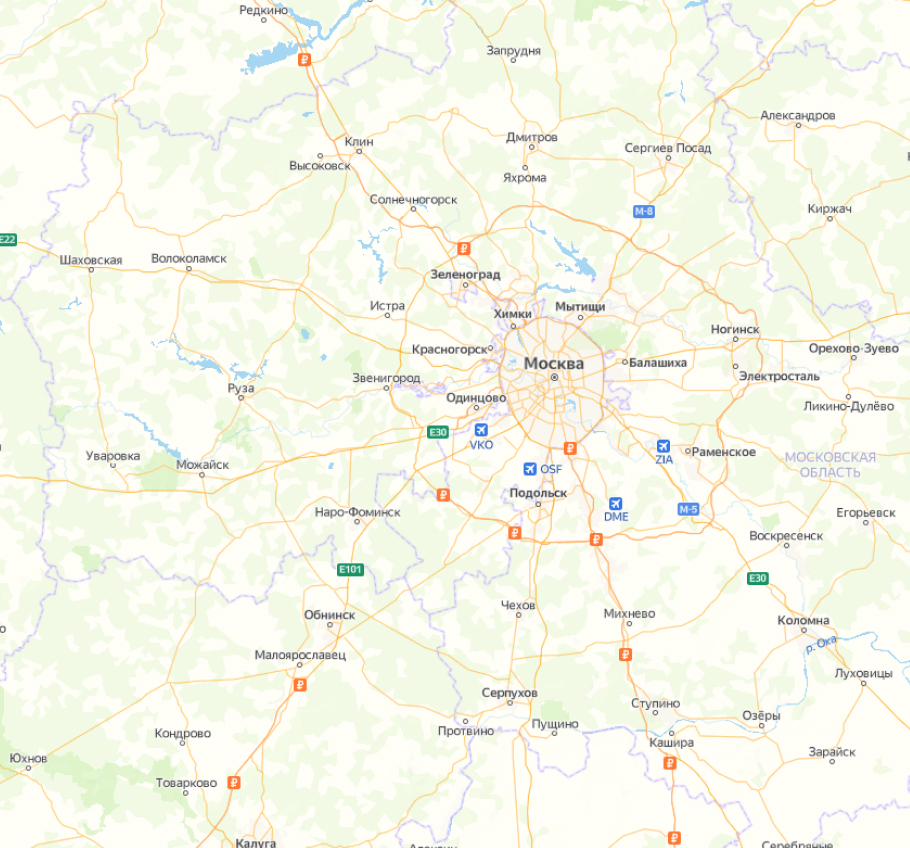 Редкино
Запрудня
₽
Александров
Клин
Дмитров
Сергиев Посад
Высоковск
Яхрома
Солнечногорск
М-8
Киржач
E22
₽
Шаховская
Волоколамск
Зеленоград
Истра
Химки
Мытищи
Ногинск
Красногорск
Москва
Балашиха
Орехово-Зуево
Звенигород
Электросталь
Руза
Одинцово
Ликино-Дулёво
E30
VKO
₽
ZIA
Раменское
Уваровка
Можайск
OSF
МОСКОВСКАЯ
ОБЛАСТЬ
₽
Подольск
DME
М-5
Наро-Фоминск
Егорьевск
₽
₽
Воскресенск
E101
E30
Обнинск
Чехов
Михнево
Коломна
р. Ока
Малоярославец
₽
Луховицы
₽
Серпухов
Ступино
Озёры
Протвино
Пущино
Кондрово
Кашира
Зарайск
Юхнов
₽
Товарково
₽
₽
Калуга
Серебряные